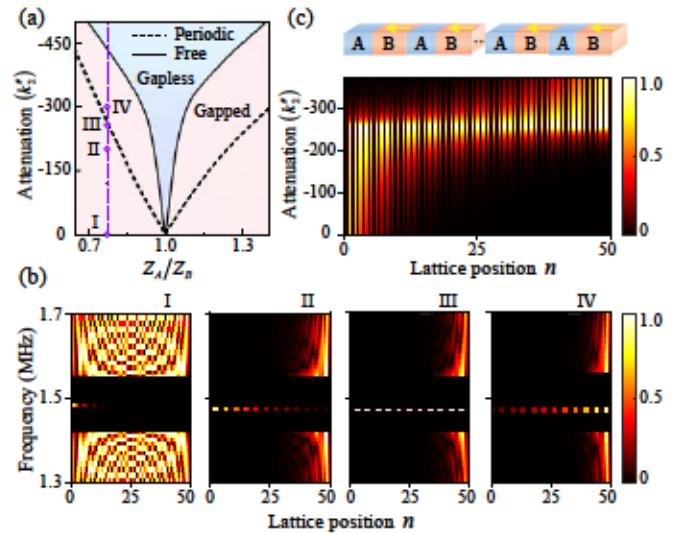 (a)
-450
-300
-150
0
Attenuation (k″₂)
Periodic
Free
Gapless
Gapped
IV
III
II
I
0.7
1.0
1.3
Z_A/Z_B
(c)
A B A B ... A B A B
-300
-200
-100
0
Attenuation (k″₂)
0
25
50
Lattice position n
1.0
0.5
0
(b)
I
II
III
IV
1.7
1.5
1.3
Frequency (MHz)
0 25 50
0 25 50
0 25 50
0 25 50
1.0
0.5
0
Lattice position n